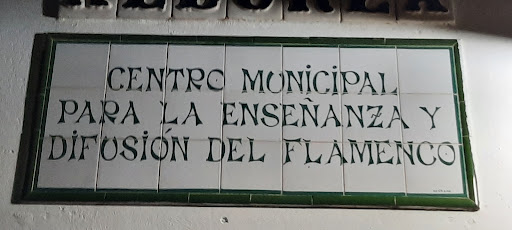 CENTRO MUNICIPAL
PARA LA ENSEÑANZA Y
DIFUSIÓN DEL FLAMENCO